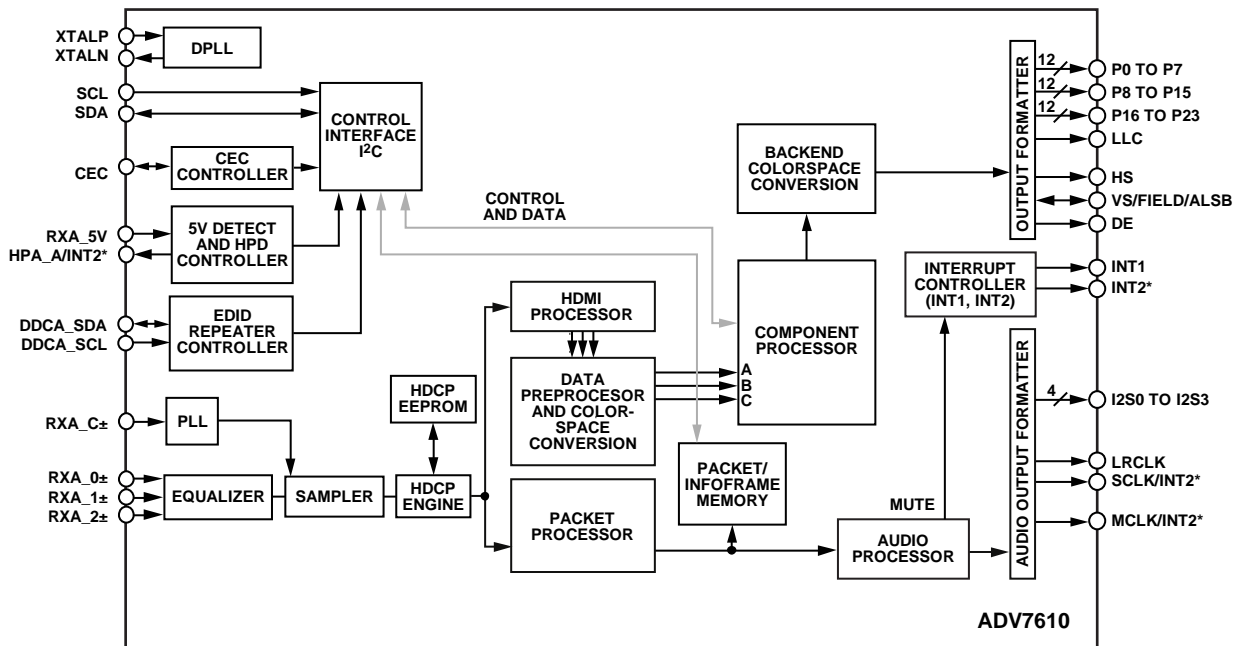 XTALP
XTALN
DPLL
SCL
SDA
CONTROL
INTERFACE
I2C
CEC
CEC
CONTROLLER
RXA_5V
HPA_A/INT2*
5V DETECT
AND HPD
CONTROLLER
DDCA_SDA
DDCA_SCL
EDID
REPEATER
CONTROLLER
RXA_C±
PLL
RXA_0±
RXA_1±
RXA_2±
EQUALIZER
SAMPLER
HDCP
EEPROM
HDCP
ENGINE
CONTROL
AND DATA
HDMI
PROCESSOR
DATA
PREPROCESOR
AND COLOR-
SPACE
CONVERSION
PACKET
PROCESSOR
A
B
C
COMPONENT
PROCESSOR
BACKEND
COLORSPACE
CONVERSION
PACKET/
INFOFRAME
MEMORY
MUTE
AUDIO
PROCESSOR
INTERRUPT
CONTROLLER
(INT1, INT2)
OUTPUT FORMATTER
12
12
12
P0 TO P7
P8 TO P15
P16 TO P23
LLC
HS
VS/FIELD/ALSB
DE
INT1
INT2*
AUDIO OUTPUT FORMATTER
4
I2S0 TO I2S3
LRCLK
SCLK/INT2*
MCLK/INT2*
ADV7610